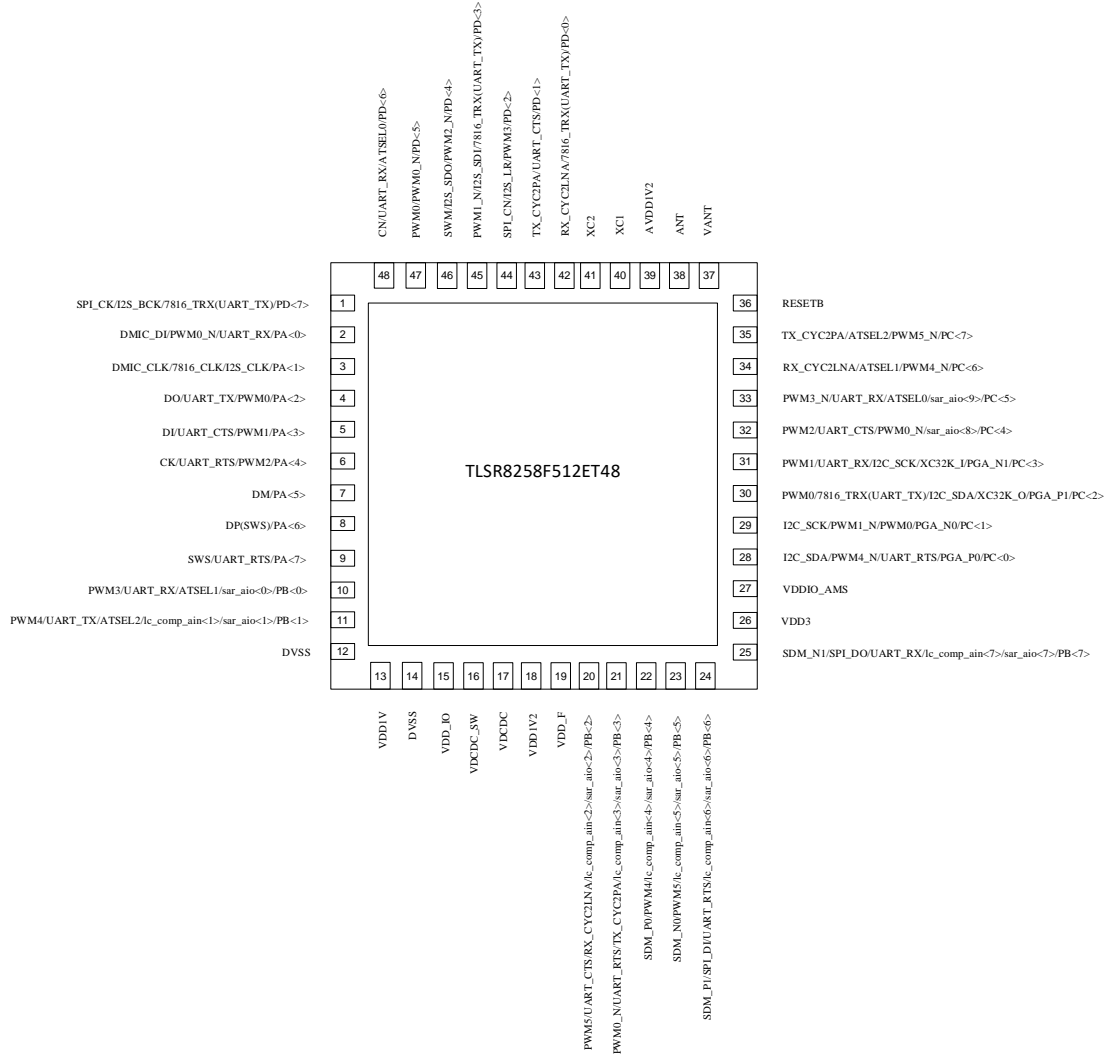 CN/UART_RX/ATSEL0/PD<6>
PWM0/PWM0_N/PD<5>
SWM/I2S_SDO/PWM2_N/PD<4>
PWM1_N/I2S_SDI/7816_TRX(UART_TX)/PD<3>
SPI_CN/I2S_LR/PWM3/PD<2>
TX_CYC2PA/UART_CTS/PD<1>
RX_CYC2LNA/7816_TRX(UART_TX)/PD<0>
XC2
XC1
AVDD1V2
ANT
VANT
48
47
46
45
44
43
42
41
40
39
38
37
SPI_CK/I2S_BCK/7816_TRX(UART_TX)/PD<7>
1
DMIC_DI/PWM0_N/UART_RX/PA<0>
2
DMIC_CLK/7816_CLK/I2S_CLK/PA<1>
3
DO/UART_TX/PWM0/PA<2>
4
DI/UART_CTS/PWM1/PA<3>
5
CK/UART_RTS/PWM2/PA<4>
6
DM/PA<5>
7
DP(SWS)/PA<6>
8
SWS/UART_RTS/PA<7>
9
PWM3/UART_RX/ATSEL1/sar_aio<0>/PB<0>
10
PWM4/UART_TX/ATSEL2/lc_comp_ain<1>/sar_aio<1>/PB<1>
11
DVSS
12
TLSR8258F512ET48
36
RESETB
35
TX_CYC2PA/ATSEL2/PWM5_N/PC<7>
34
RX_CYC2LNA/ATSEL1/PWM4_N/PC<6>
33
PWM3_N/UART_RX/ATSEL0/sar_aio<9>/PC<5>
32
PWM2/UART_CTS/PWM0_N/sar_aio<8>/PC<4>
31
PWM1/UART_RX/I2C_SCK/XC32K_I/PGA_N1/PC<3>
30
PWM0/7816_TRX(UART_TX)/I2C_SDA/XC32K_O/PGA_P1/PC<2>
29
I2C_SCK/PWM1_N/PWM0/PGA_N0/PC<1>
28
I2C_SDA/PWM4_N/UART_RTS/PGA_P0/PC<0>
27
VDDIO_AMS
26
VDD3
25
SDM_N1/SPI_DO/UART_RX/lc_comp_ain<7>/sar_aio<7>/PB<7>
13
14
15
16
17
18
19
20
21
22
23
24
VDD1V
DVSS
VDD_IO
VDCDC_SW
VDCDC
VDD1V2
VDD_F
PWM5/UART_CTS/RX_CYC2LNA/lc_comp_ain<2>/sar_aio<2>/PB<2>
PWM0_N/UART_RTS/TX_CYC2PA/lc_comp_ain<3>/sar_aio<3>/PB<3>
SDM_P0/PWM4/lc_comp_ain<4>/sar_aio<4>/PB<4>
SDM_N0/PWM5/lc_comp_ain<5>/sar_aio<5>/PB<5>
SDM_P1/SPI_DI/UART_RTS/lc_comp_ain<6>/sar_aio<6>/PB<6>